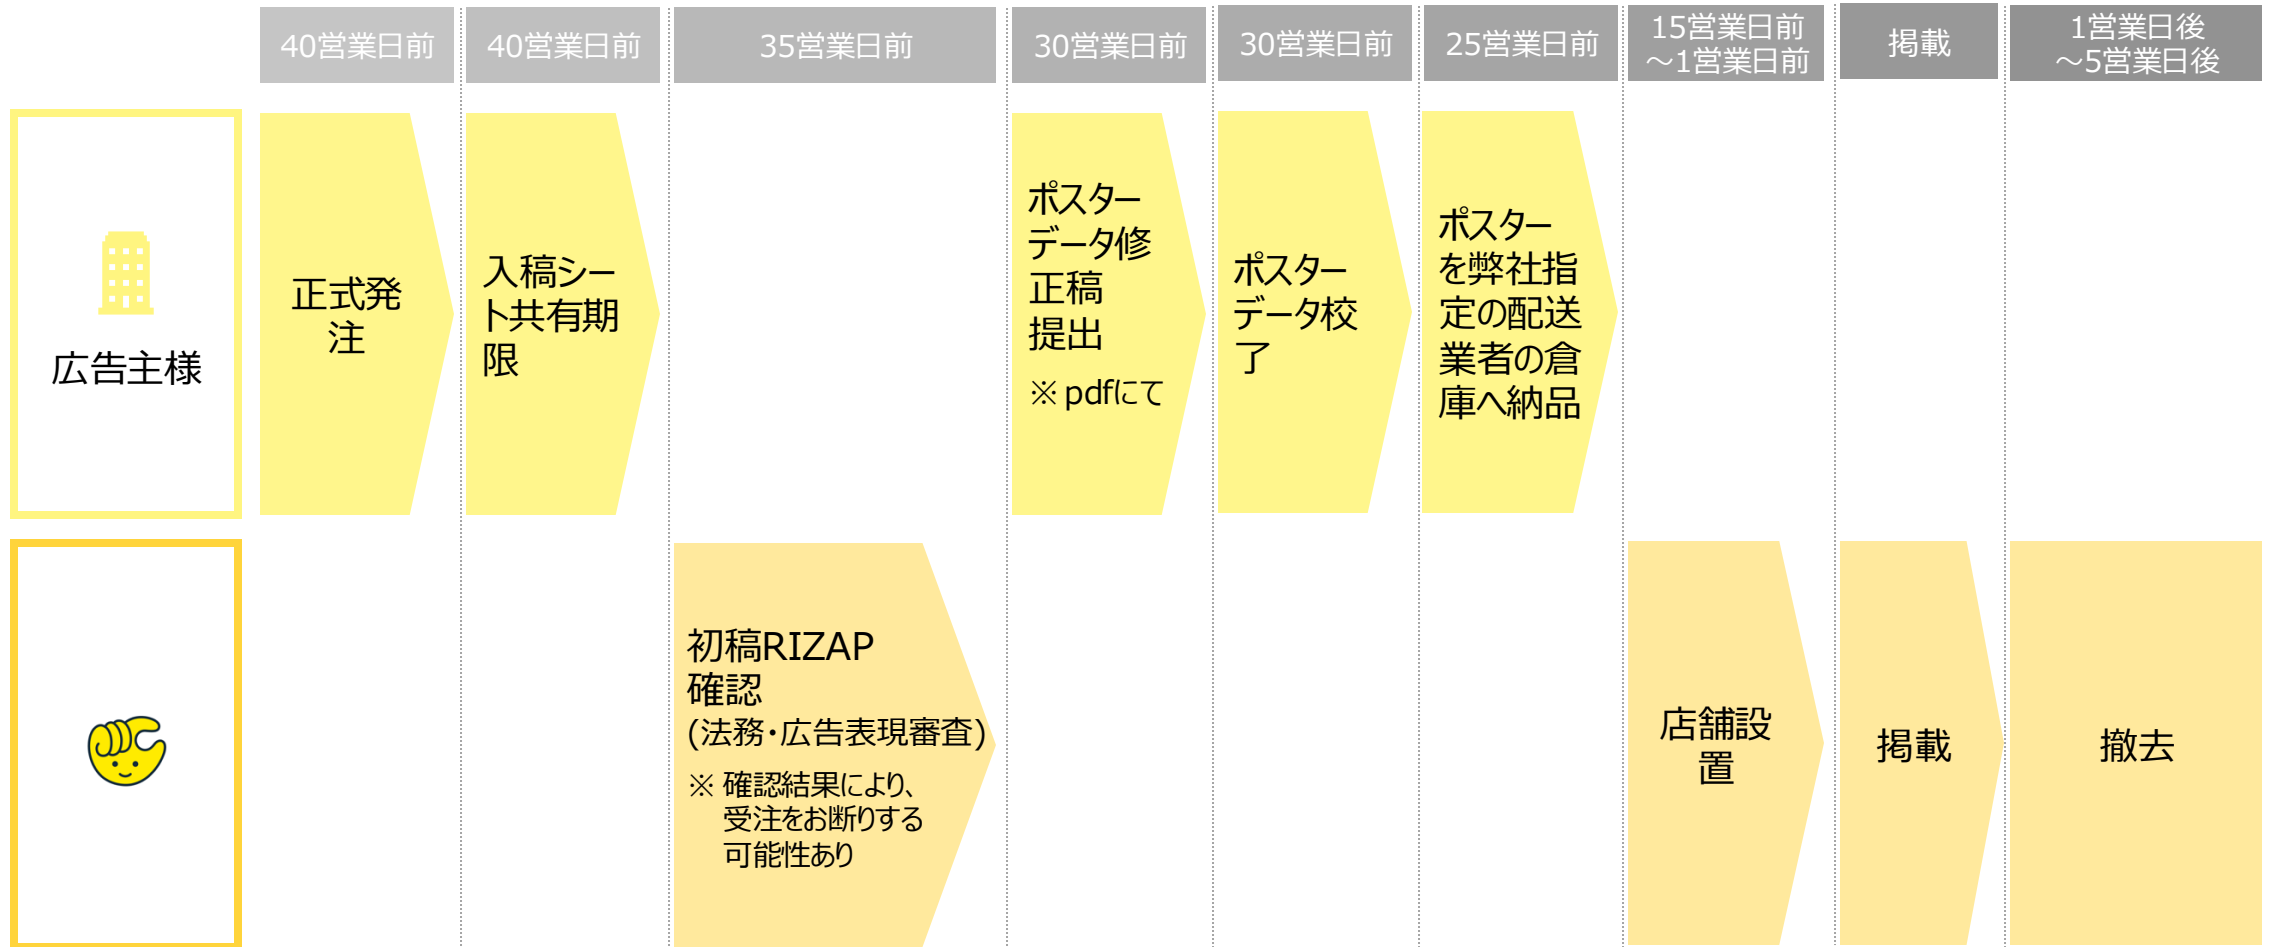 40営業日前
40営業日前
35営業日前
30営業日前
30営業日前
25営業日前
15営業日前
～1営業日前
掲載
1営業日後
～5営業日後
広告主様
正式発
注
入稿シー
ト共有期
限
ポスター
データ修
正稿
提出
※ pdfにて
ポスター
データ校
了
ポスター
を弊社指
定の配送
業者の倉
庫へ納品
初稿RIZAP
確認
(法務・広告表現審査)
※ 確認結果により、
受注をお断りする
可能性あり
店舗設
置
掲載
撤去